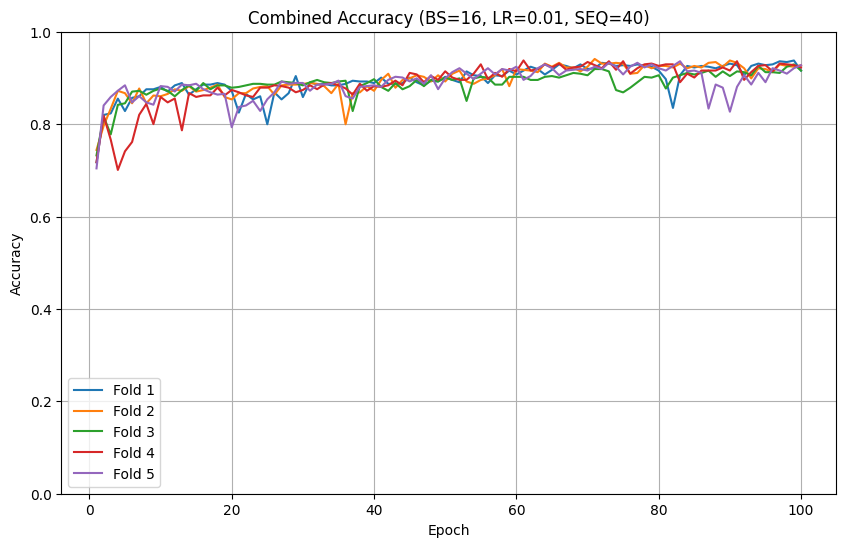 Combined Accuracy (BS=16, LR=0.01, SEQ=40)
1.0
0.8
0.6
0.4
0.2
0.0
Accuracy
Fold 1
Fold 2
Fold 3
Fold 4
Fold 5
0 20 40 60 80 100
Epoch